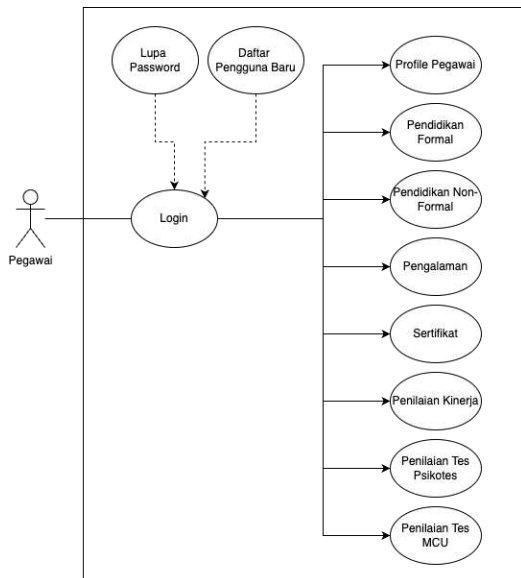 Lupa
Password
Daftar
Pengguna Baru
Login
Pegawai
Profile Pegawai
Pendidikan
Formal
Pendidikan Non-
Formal
Pengalaman
Sertifikat
Penilaian Kinerja
Penilaian Tes
Psikotes
Penilaian Tes
MCU